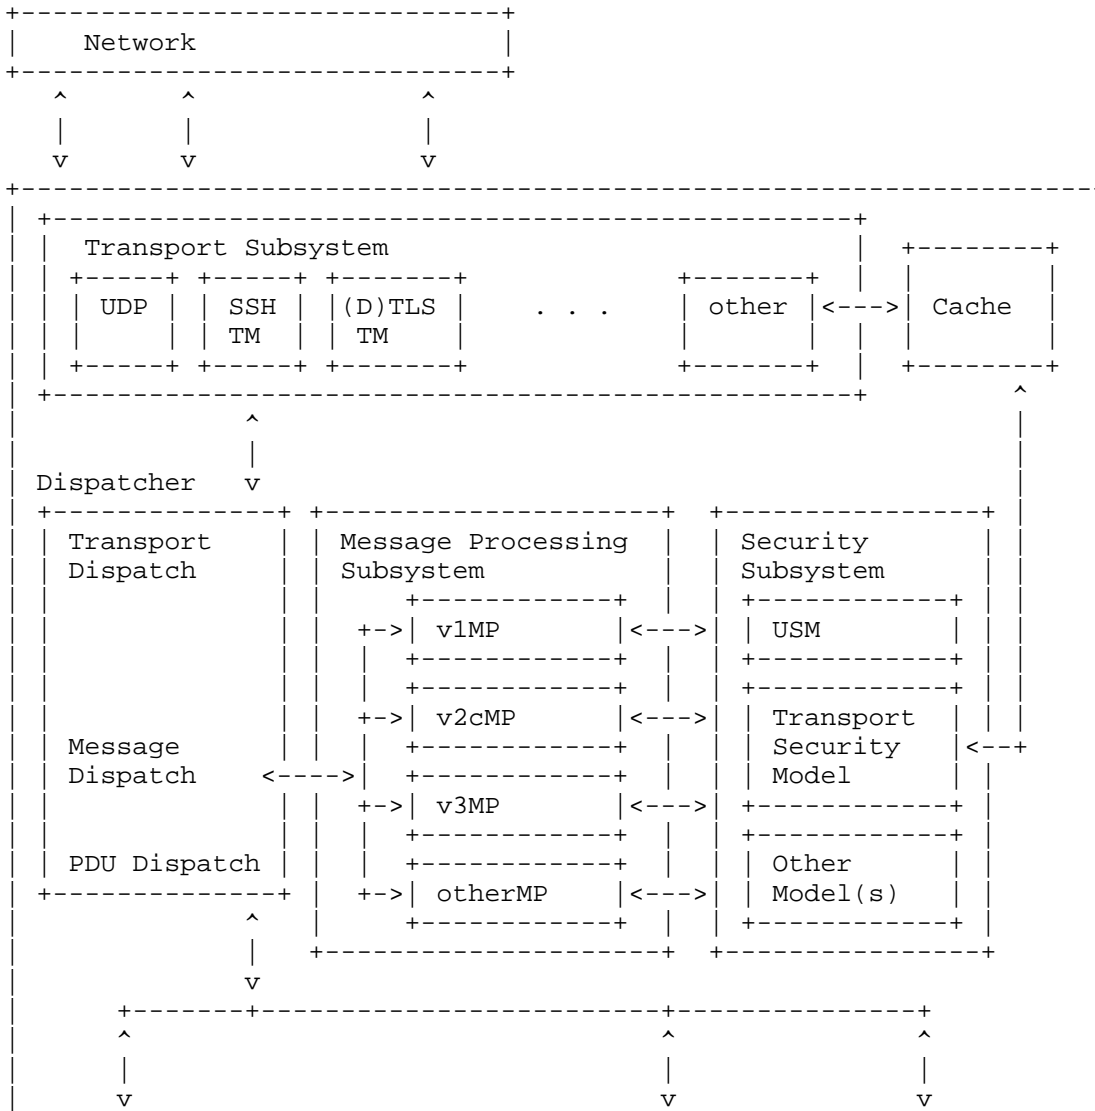 Network
Transport Subsystem
UDP SSH (D)TLS . . . other <---> Cache
TM TM
Dispatcher
Transport Message Processing Security
Dispatch Subsystem Subsystem
v1MP USM
v2cMP Transport
Message Security
Dispatch Model
v3MP
PDU Dispatch Other
otherMP Model(s)